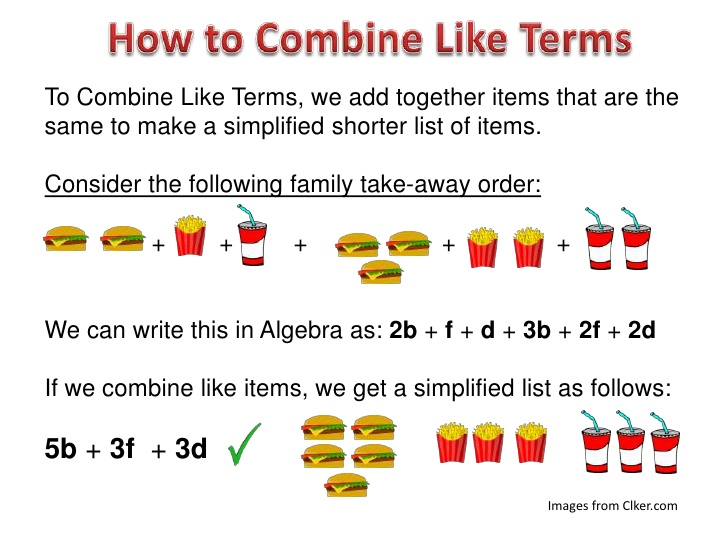 How to Combine Like Terms
To Combine Like Terms, we add together items that are the
same to make a simplified shorter list of items.
Consider the following family take-away order:
+ + + + +
We can write this in Algebra as: 2b + f + d + 3b + 2f + 2d
If we combine like items, we get a simplified list as follows:
5b + 3f + 3d
Images from Clker.com